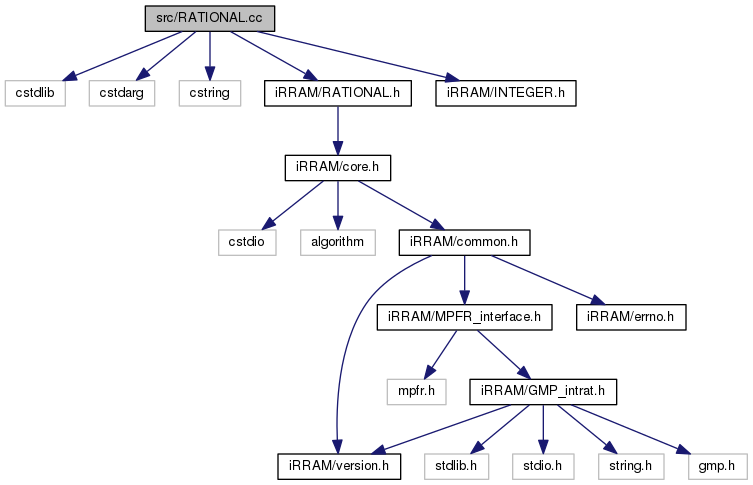 src/RATIONAL.cc
cstdlib
cstdarg
cstring
iRRAM/RATIONAL.h
iRRAM/INTEGER.h
iRRAM/core.h
cstdio
algorithm
iRRAM/common.h
iRRAM/MPFR_interface.h
iRRAM/errno.h
mpfr.h
iRRAM/GMP_intrat.h
iRRAM/version.h
stdlib.h
stdio.h
string.h
gmp.h